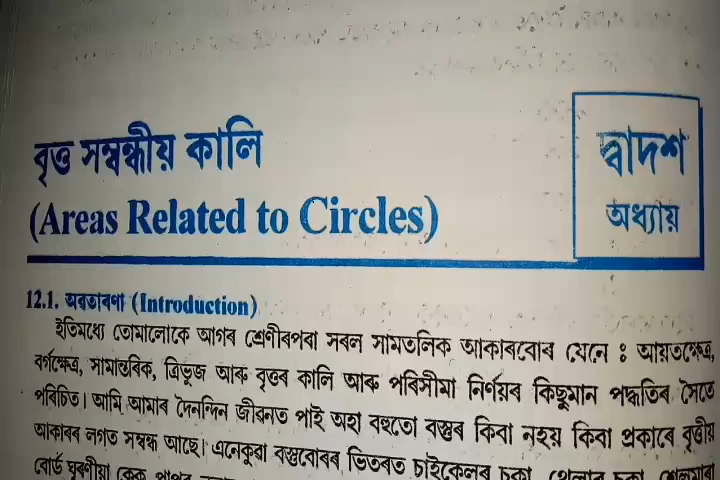 বৃত্ত সম্বন্ধীয় কালি
(Areas Related to Circles)
দ্বাদশ
অধ্যায়
12.1. অৱতাৰণা (Introduction)
ইতিমধ্যে তোমালোকে আগৰ শ্ৰেণীৰপৰা সৰল সামতলিক আকাৰবোৰ যেনে ঃ আয়তক্ষেত্ৰ,
বৰ্গক্ষেত্ৰ, সামান্তৰিক, ত্ৰিভুজ আৰু বৃত্তৰ কালি আৰু পৰিসীমা নিৰ্ণয়ৰ কিছুমান পদ্ধতিৰ সৈতে
পৰিচিত। আমি আমাৰ দৈনন্দিন জীৱনত পাই অহা বহুতো বস্তুৰ কিবা নহয় কিবা প্ৰকাৰে বৃত্তীয়
আকাৰৰ লগত সম্বন্ধ আছে। এনেকুৱা বস্তুবোৰৰ ভিতৰত চাইকেলৰ চকা,
বোৰ্ড ঘূৰণীয়া কেক